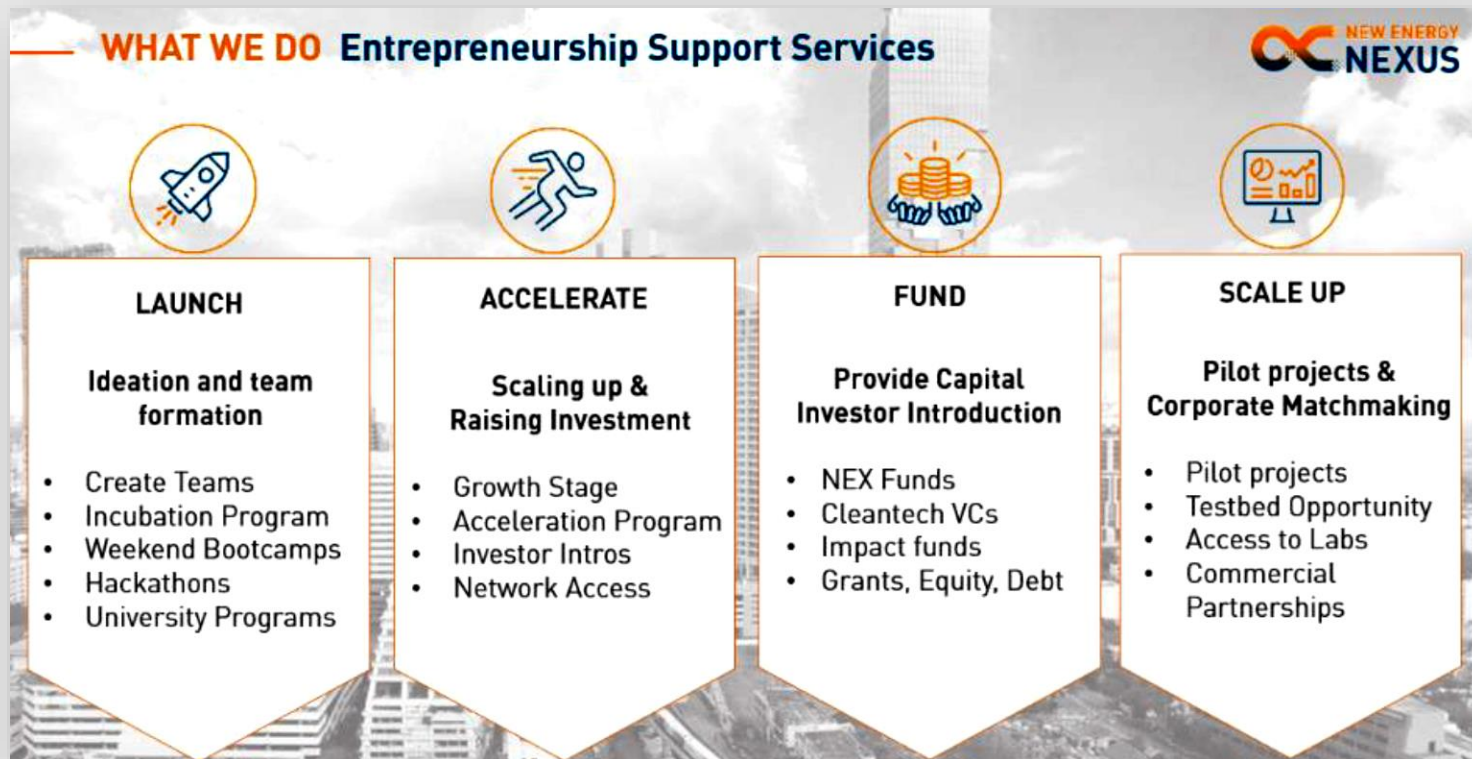 WHAT WE DO Entrepreneurship Support Services
NEW ENERGY
NEXUS
LAUNCH
Ideation and team
formation
• Create Teams
• Incubation Program
• Weekend Bootcamps
• Hackathons
• University Programs
ACCELERATE
Scaling up &
Raising Investment
• Growth Stage
• Acceleration Program
• Investor Intros
• Network Access
FUND
Provide Capital
Investor Introduction
• NEX Funds
• Cleantech VCs
• Impact funds
• Grants, Equity, Debt
SCALE UP
Pilot projects &
Corporate Matchmaking
• Pilot projects
• Testbed Opportunity
• Access to Labs
• Commercial
Partnerships